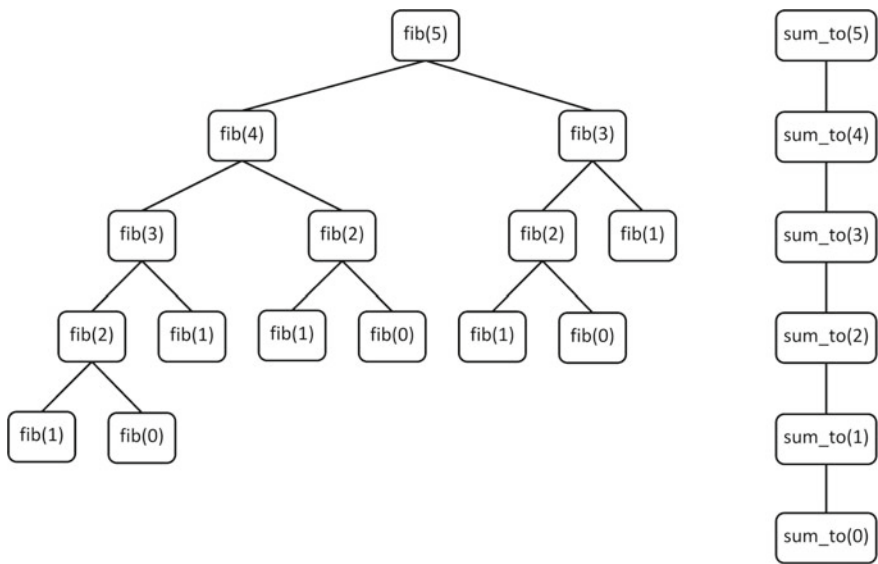 fib(5)
sum_to(5)
fib(4)
fib(3)
sum_to(4)
fib(3)
fib(2)
fib(2)
fib(1)
sum_to(3)
fib(2)
fib(1)
fib(1)
fib(0)
fib(1)
fib(0)
sum_to(2)
fib(1)
fib(0)
sum_to(1)
sum_to(0)